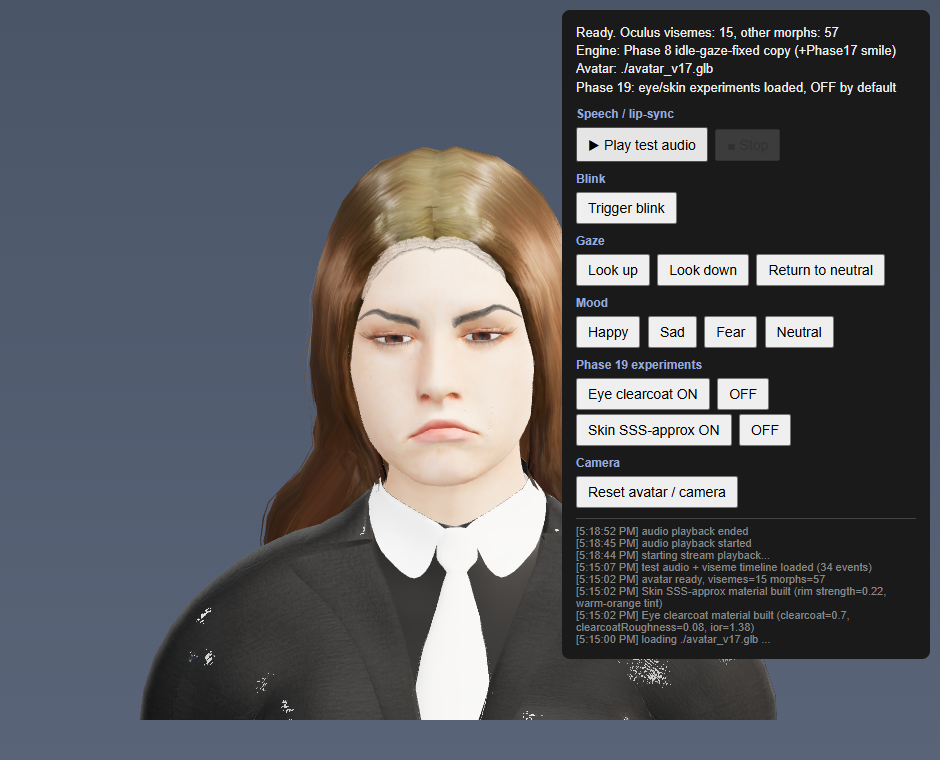 Ready. Oculus visemes: 15, other morphs: 57
Engine: Phase 8 idle-gaze-fixed copy (+Phase17 smile)
Avatar: ./avatar_v17.glb
Phase 19: eye/skin experiments loaded, OFF by default
Speech / lip-sync
▶ Play test audio ■ Stop
Blink
Trigger blink
Gaze
Look up Look down Return to neutral
Mood
Happy Sad Fear Neutral
Phase 19 experiments
Eye clearcoat ON OFF
Skin SSS-approx ON OFF
Camera
Reset avatar / camera
[5:18:52 PM] audio playback ended
[5:18:45 PM] audio playback started
[5:18:44 PM] starting stream playback...
[5:15:07 PM] test audio + viseme timeline loaded (34 events)
[5:15:02 PM] avatar ready, visemes=15 morphs=57
[5:15:02 PM] Skin SSS-approx material built (rim strength=0.22,
warm-orange tint)
[5:15:02 PM] Eye clearcoat material built (clearcoat=0.7,
clearcoatRoughness=0.08, ior=1.38)
[5:15:00 PM] loading ./avatar_v17.glb ...